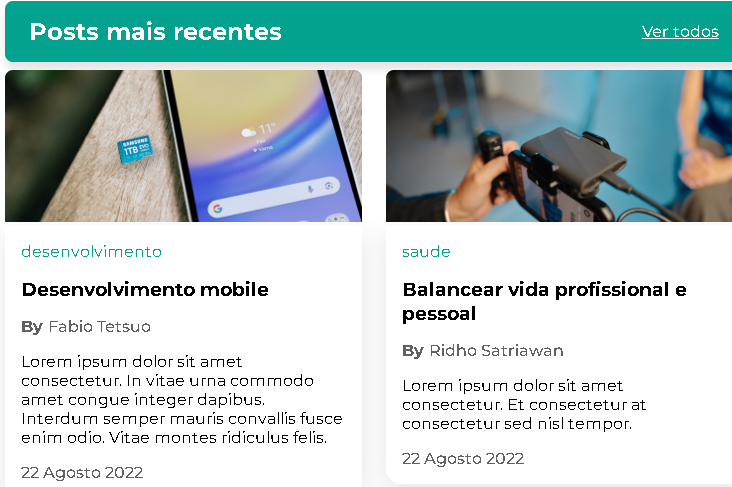 Posts mais recentes
Ver todos
SAMSUNG
1TB EVO
11°
desenvolvimento
Desenvolvimento mobile
By Fabio Tetsuo
Lorem ipsum dolor sit amet
consectetur. In vitae urna commodo
amet congue integer dapibus.
Interdum semper mauris convallis fusce
enim odio. Vitae montes ridiculus felis.
22 Agosto 2022
saude
Balancear vida profissional e
pessoal
By Ridho Satriawan
Lorem ipsum dolor sit amet
consectetur. Et consectetur at
consectetur sed nisl tempor.
22 Agosto 2022